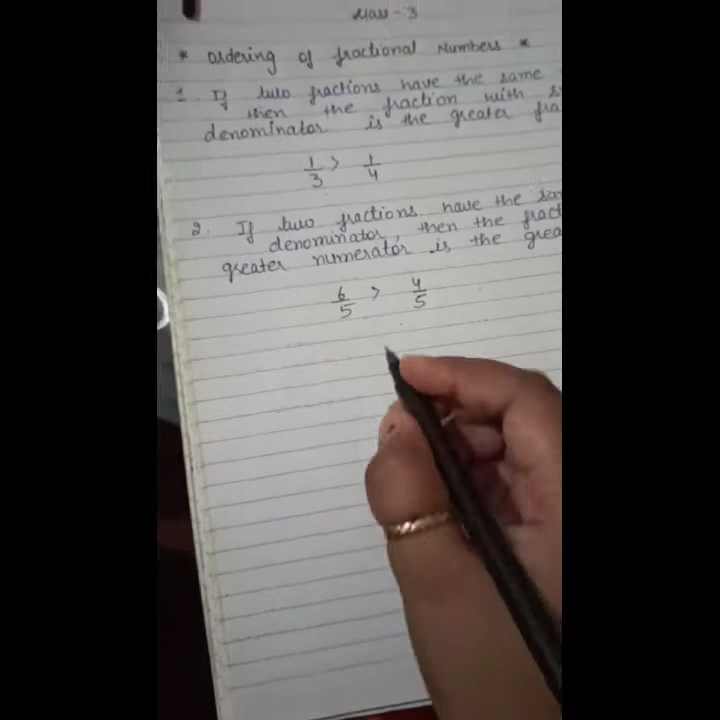 Class - 3
* Ordering of fractional Numbers *
1. If two fractions have the same
then the fraction with
denominator is the greater
1/3 > 1/4
2. If two fractions have the
denominator, then the
greater numerator is the
6/5 > 4/5